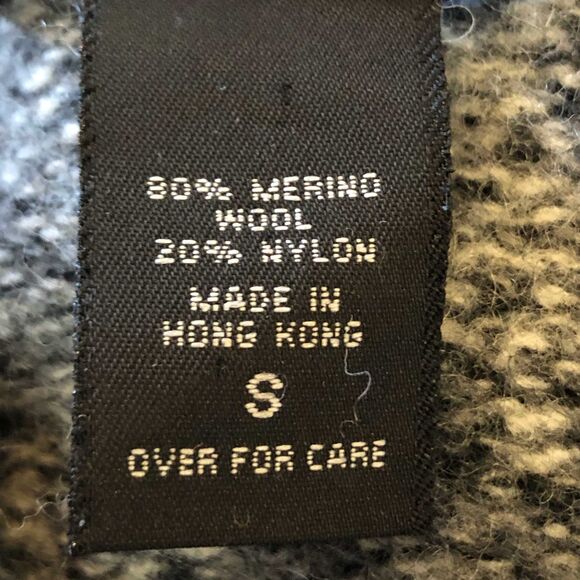 80% MERINO
WOOL
20% NYLON
MADE IN
HONG KONG
S
OVER FOR CARE